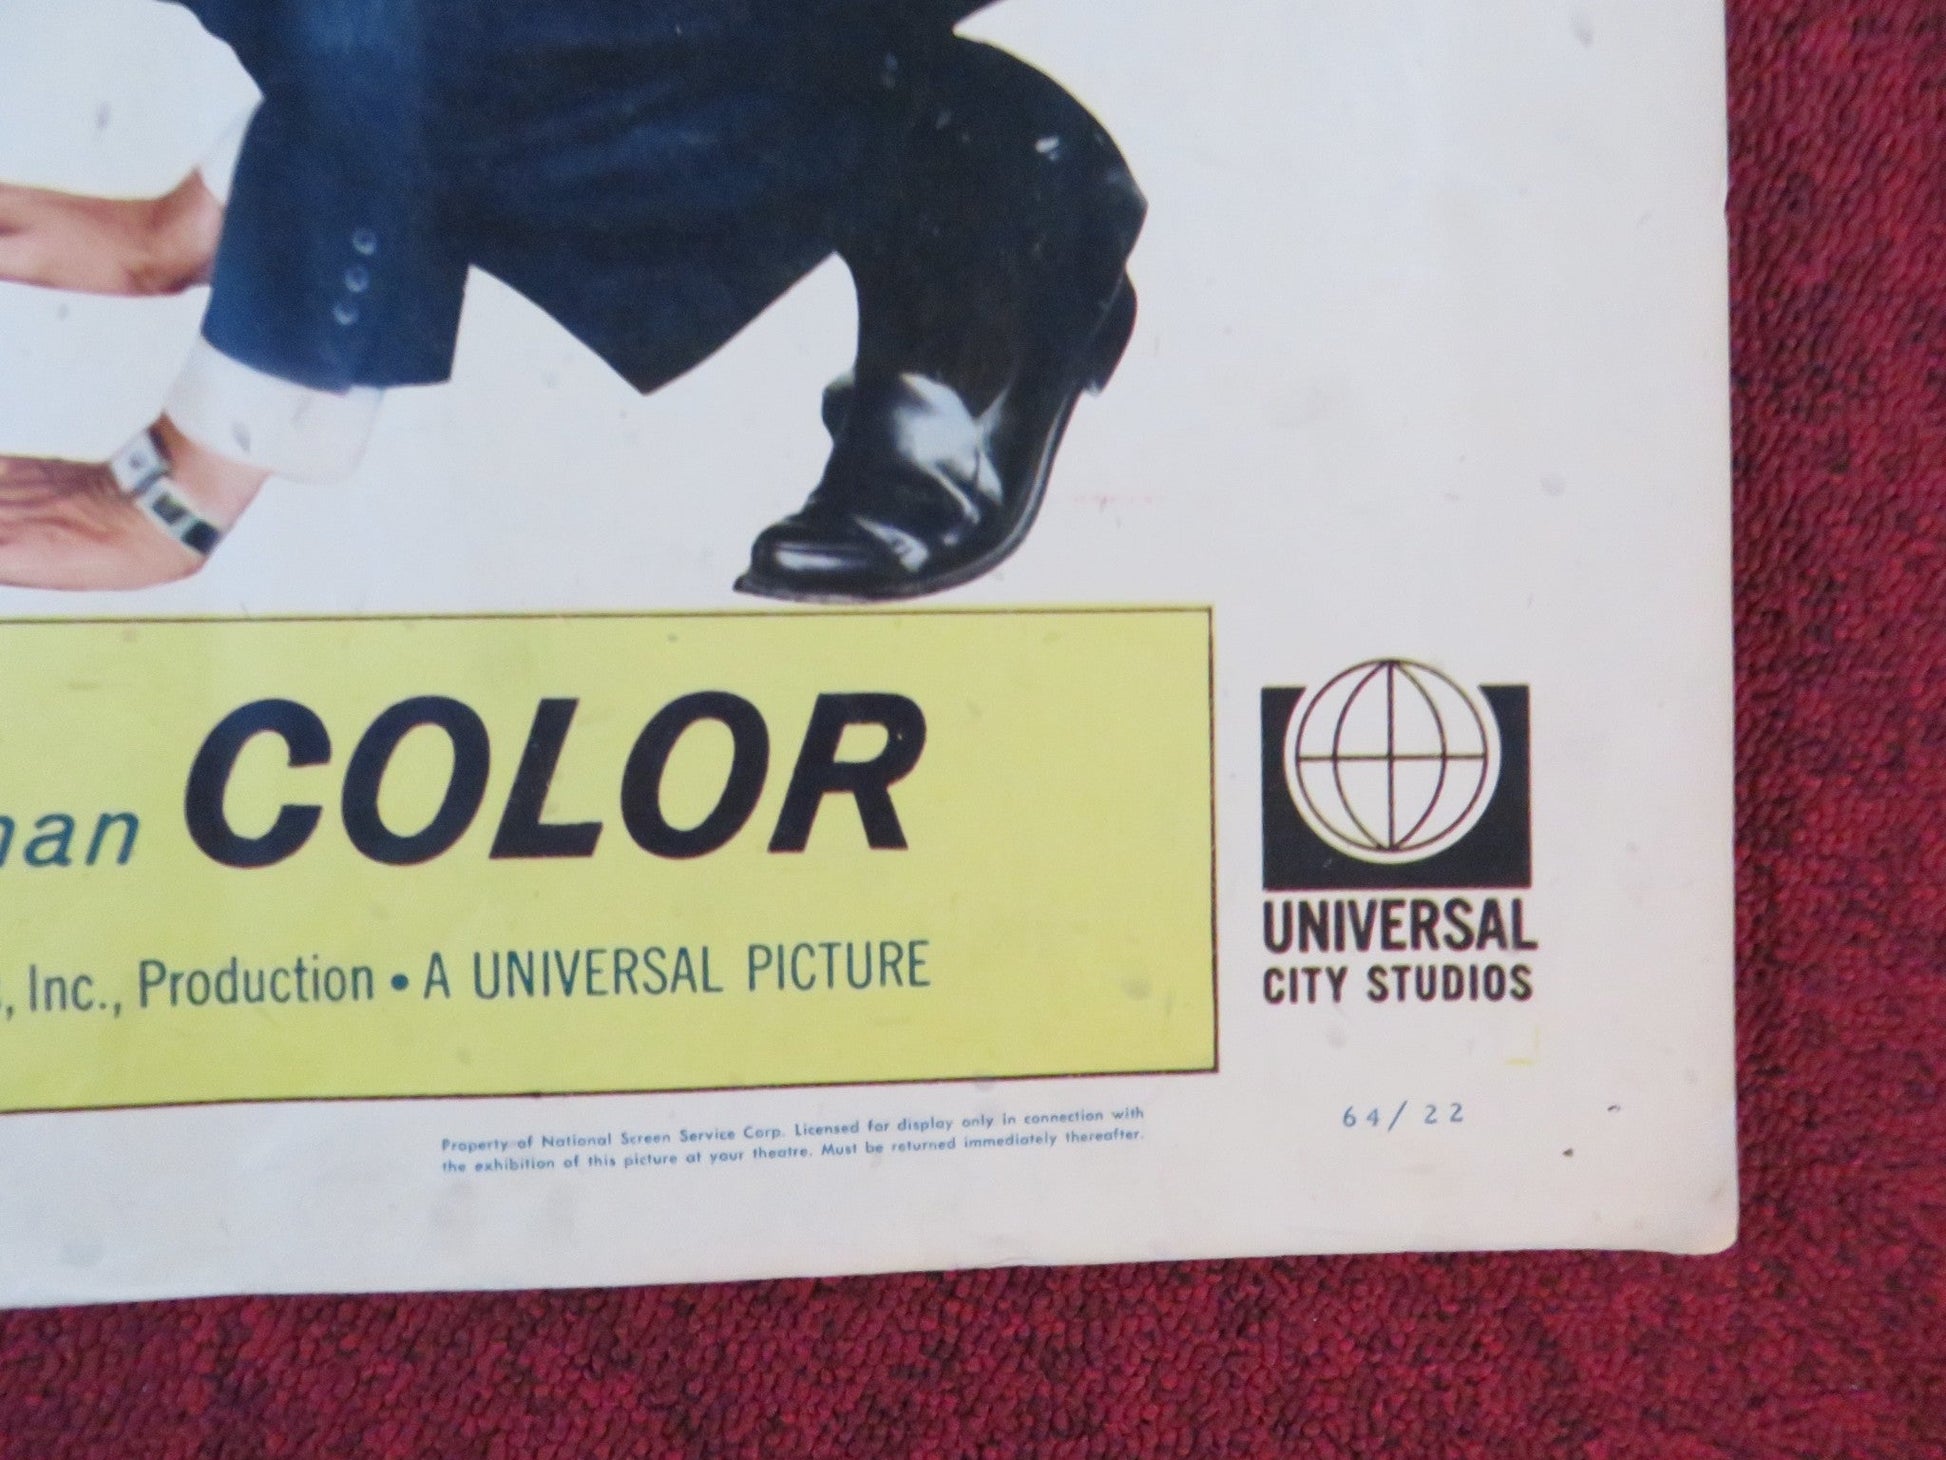 COLOR
, Inc., Production • A UNIVERSAL PICTURE
UNIVERSAL
CITY STUDIOS
Property of National Screen Service Corp. Licensed for display only in connection with
the exhibition of this picture at your theatre. Must be returned immediately thereafter.
64/22